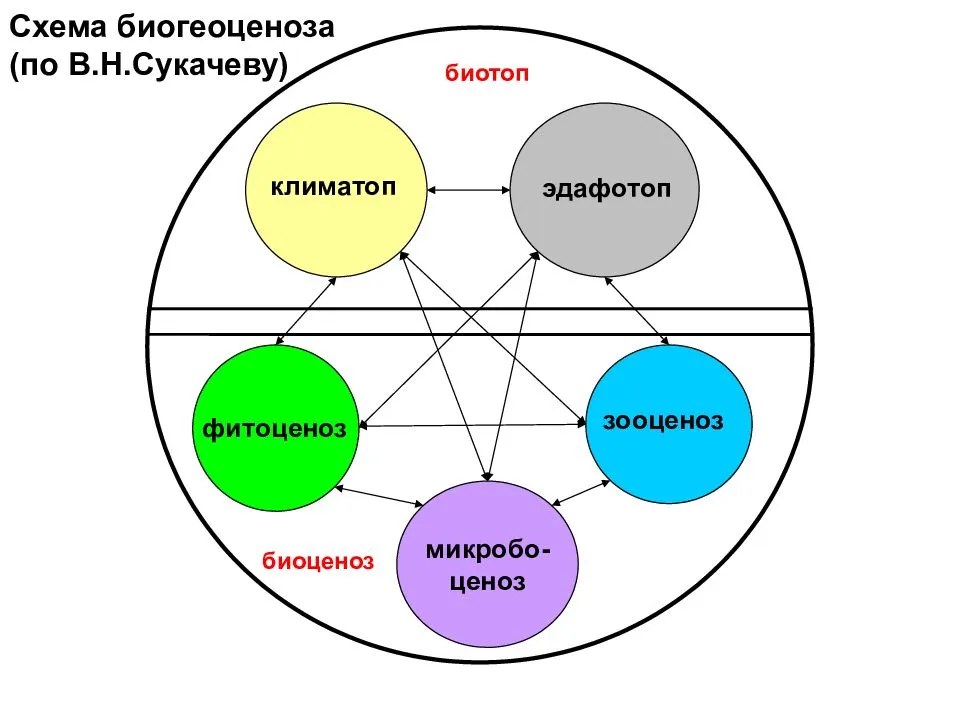 Схема биогеоценоза
(по В.Н.Сукачеву)
биотоп
климатоп
эдафотоп
фитоценоз
зооценоз
микробо-
ценоз
биоценоз